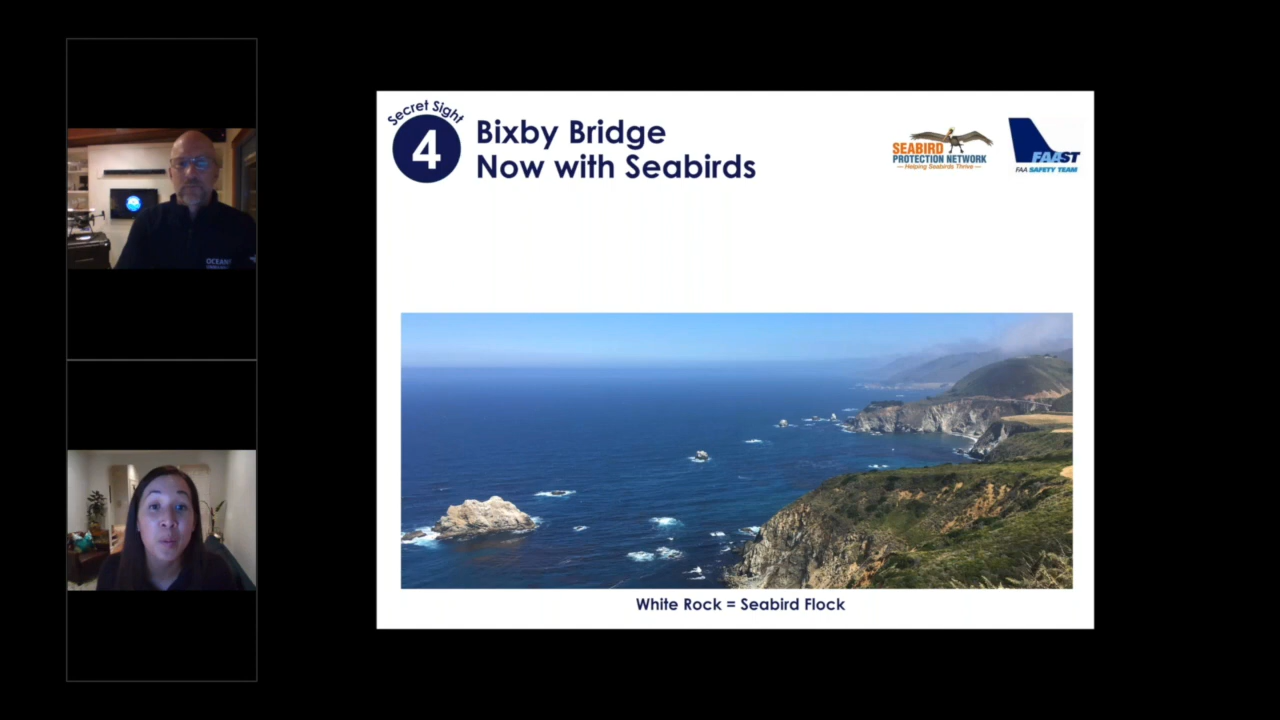 Secret Sight
4
Bixby Bridge
Now with Seabirds
SEABIRD
PROTECTION NETWORK
Helping Seabirds Thrive
FAAST
FAA SAFETY TEAM
OCEANS
White Rock = Seabird Flock